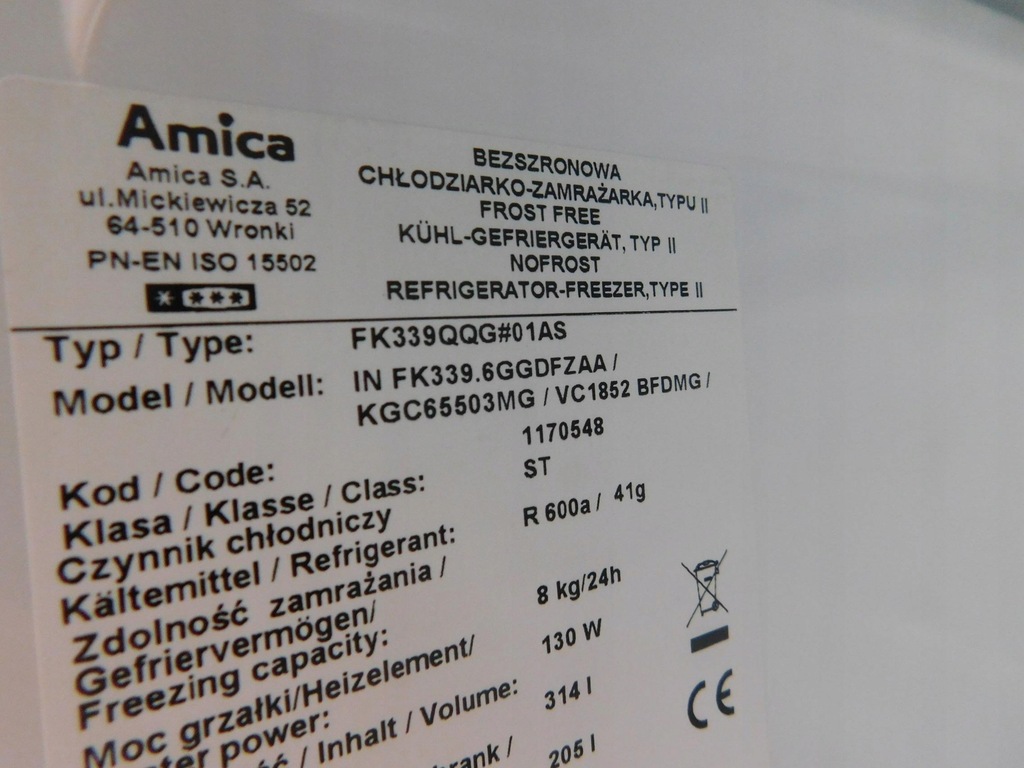 Amica
Amica S.A.
ul.Mickiewicza 52
64-510 Wronki
PN-EN ISO 15502
BEZSZRONOWA
CHŁODZIARKO-ZAMRAŻARKA,TYPU II
FROST FREE
KÜHL-GEFRIERGERÄT, TYP II
NOFROST
REFRIGERATOR-FREEZER,TYPE II
Typ / Type: FK339QQG#01AS
Model / Modell: IN FK339.6GGDFZAA /
KGC65503MG / VC1852 BFDMG /
Kod / Code: 1170548
Klasa / Klasse / Class: ST
Czynnik chłodniczy
Kältemittel / Refrigerant: R 600a / 41g
Zdolność zamrażania /
Gefriervermögen/
Freezing capacity: 8 kg/24h
Moc grzałki/Heizelement/ 130 W
power:
/ Inhalt / Volume: 314 l
205 l
CE